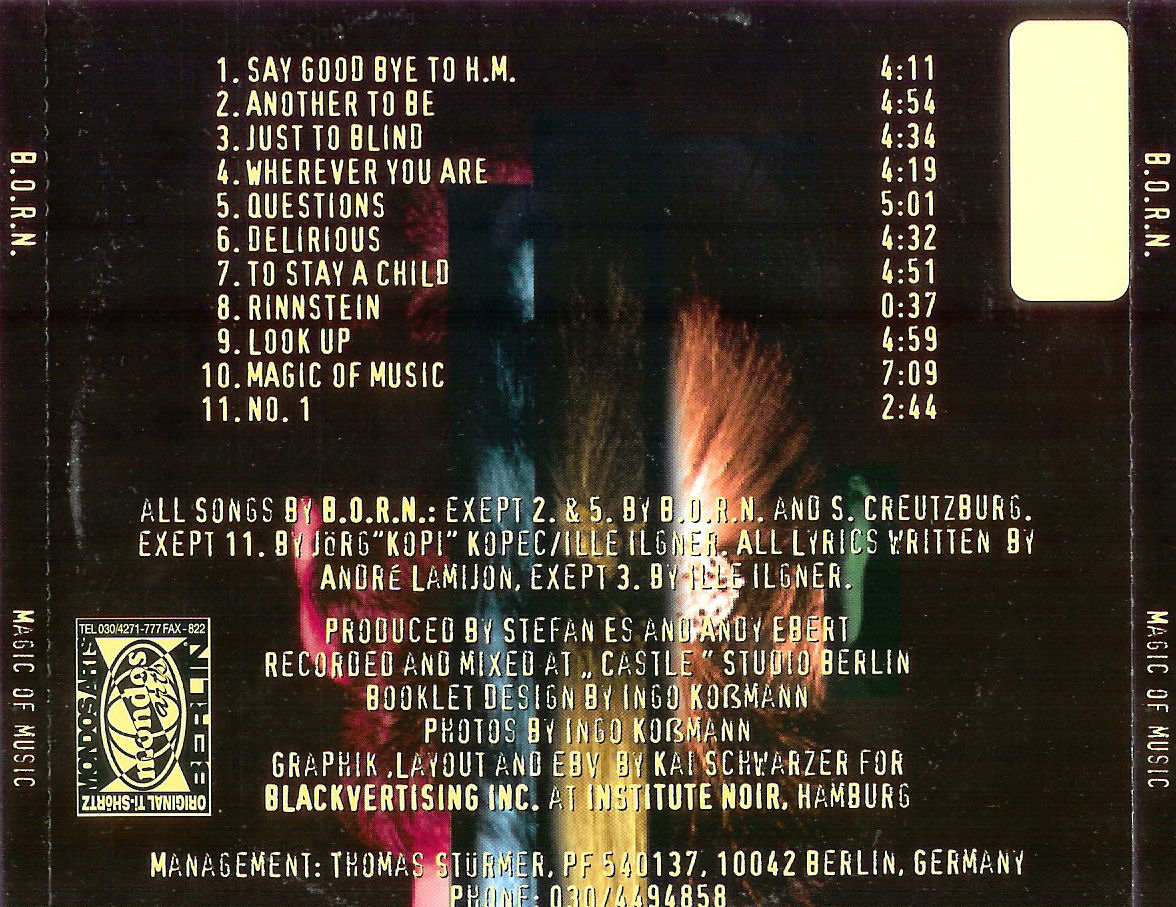 1. SAY GOOD BYE TO H.M. 4:11
2. ANOTHER TO BE 4:54
3. JUST TO BLIND 4:34
4. WHEREVER YOU ARE 4:19
5. QUESTIONS 5:01
6. DELIRIOUS 4:32
7. TO STAY A CHILD 4:51
8. RINNSTEIN 0:37
9. LOOK UP 4:59
10. MAGIC OF MUSIC 7:09
11. NO. 1 2:44
ALL SONGS BY B.O.R.N.: EXEPT 2. & 5. BY B.O.R.N. AND S. CREUTZBURG.
EXEPT 11. BY JÖRG"KOPI" KOPEC/ILLE ILGNER. ALL LYRICS WRITTEN BY
ANDRÉ LAMIJON, EXEPT 3. BY ILLE ILGNER.
PRODUCED BY STEFAN ES AND ANDY EBERT
RECORDED AND MIXED AT „ CASTLE " STUDIO BERLIN
BOOKLET DESIGN BY INGO KOßMANN
PHOTOS BY INGO KOßMANN
GRAPHIK ,LAYOUT AND EBV BY KAI SCHWARZER FOR
BLACKVERTISING INC. AT INSTITUTE NOIR, HAMBURG
MANAGEMENT: THOMAS STÜRMER, PF 540137, 10042 BERLIN, GERMANY
PHONE: 030/4494858
TEL 030/4271-777 FAX - 822
MONDOS ARTS
mondos
arts
BERLIN
ORIGINAL TI-SHÖRTZ
B.O.R.N.
MAGIC OF MUSIC
B.O.R.N.
MAGIC OF MUSIC